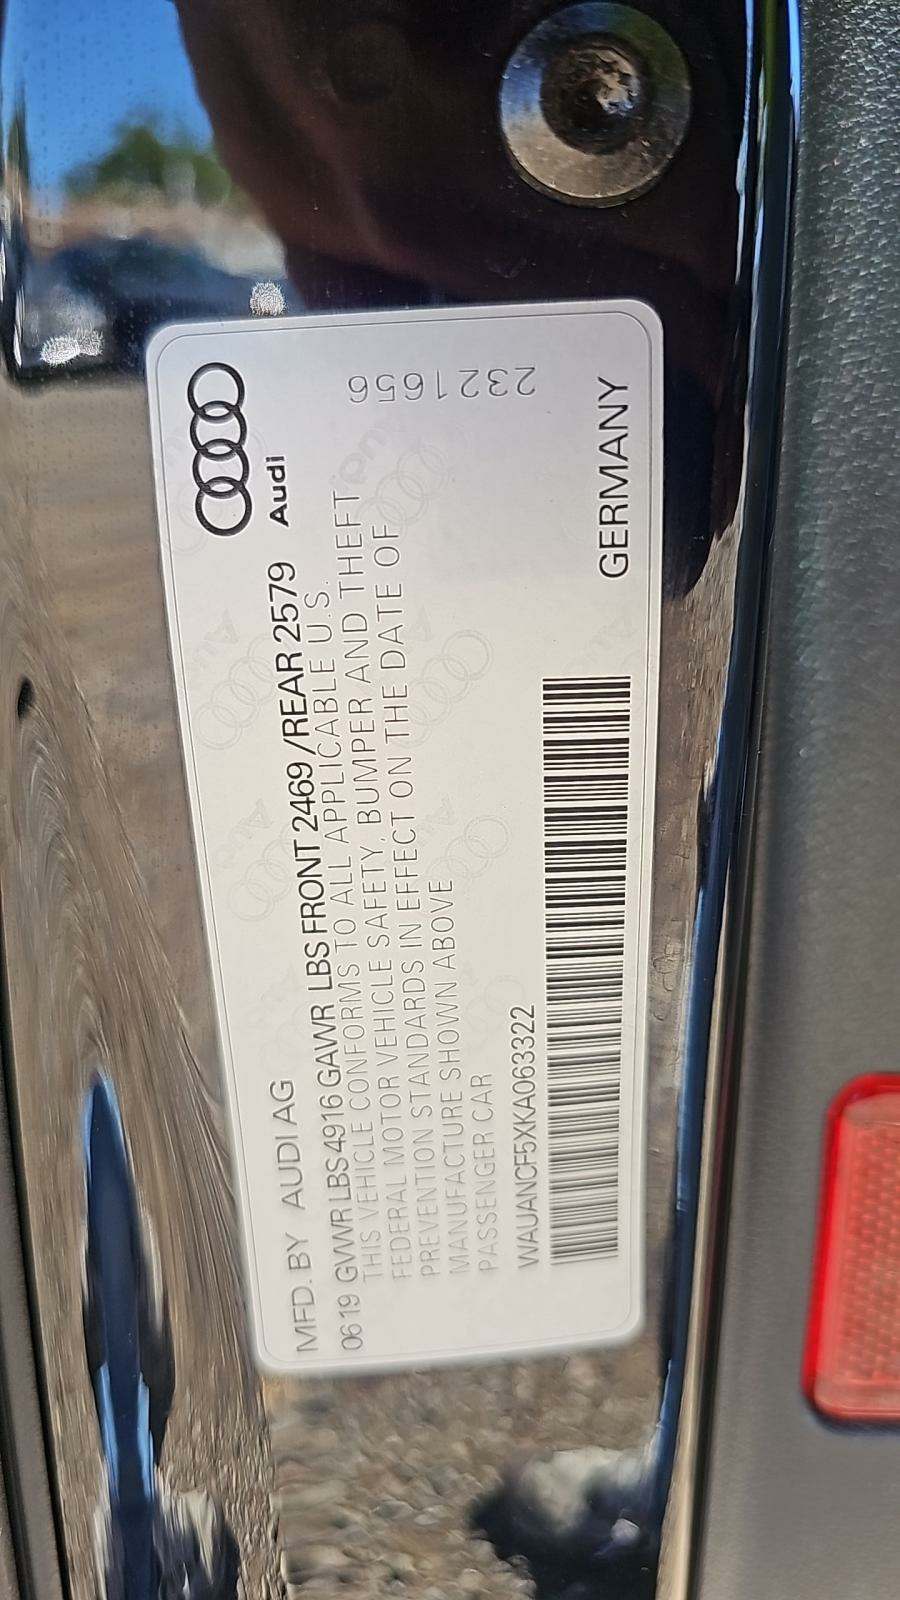 MFD. BY AUDI AG
Audi
06 19 GVWR LBS 4916 GAWR LBS FRONT 2469 /REAR 2579
THIS VEHICLE CONFORMS TO ALL APPLICABLE U.S.
FEDERAL MOTOR VEHICLE SAFETY, BUMPER AND THEFT
PREVENTION STANDARDS IN EFFECT ON THE DATE OF
MANUFACTURE SHOWN ABOVE
PASSENGER CAR
WAUANCF5XKA063322
2321656
GERMANY